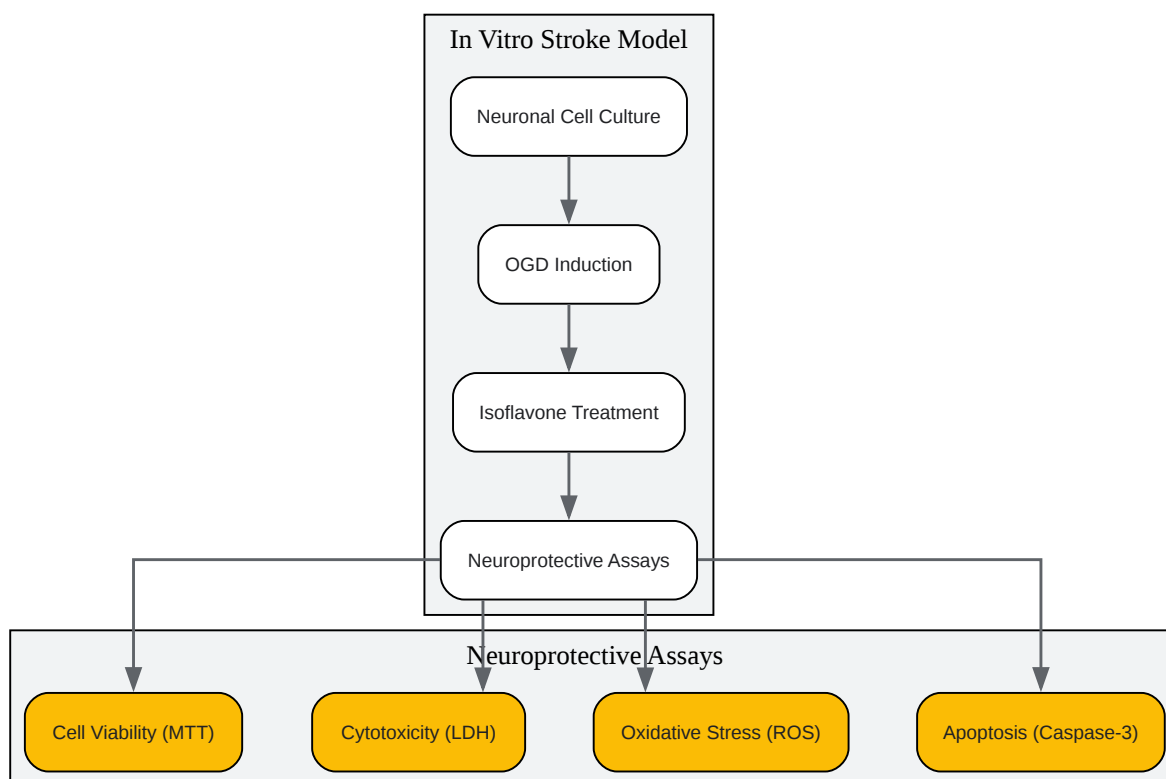 In Vitro Stroke Model
Neuronal Cell Culture
OGD Induction
Isoflavone Treatment
Neuroprotective Assays
Neuroprotective Assays
Cell Viability (MTT)
Cytotoxicity (LDH)
Oxidative Stress (ROS)
Apoptosis (Caspase-3)